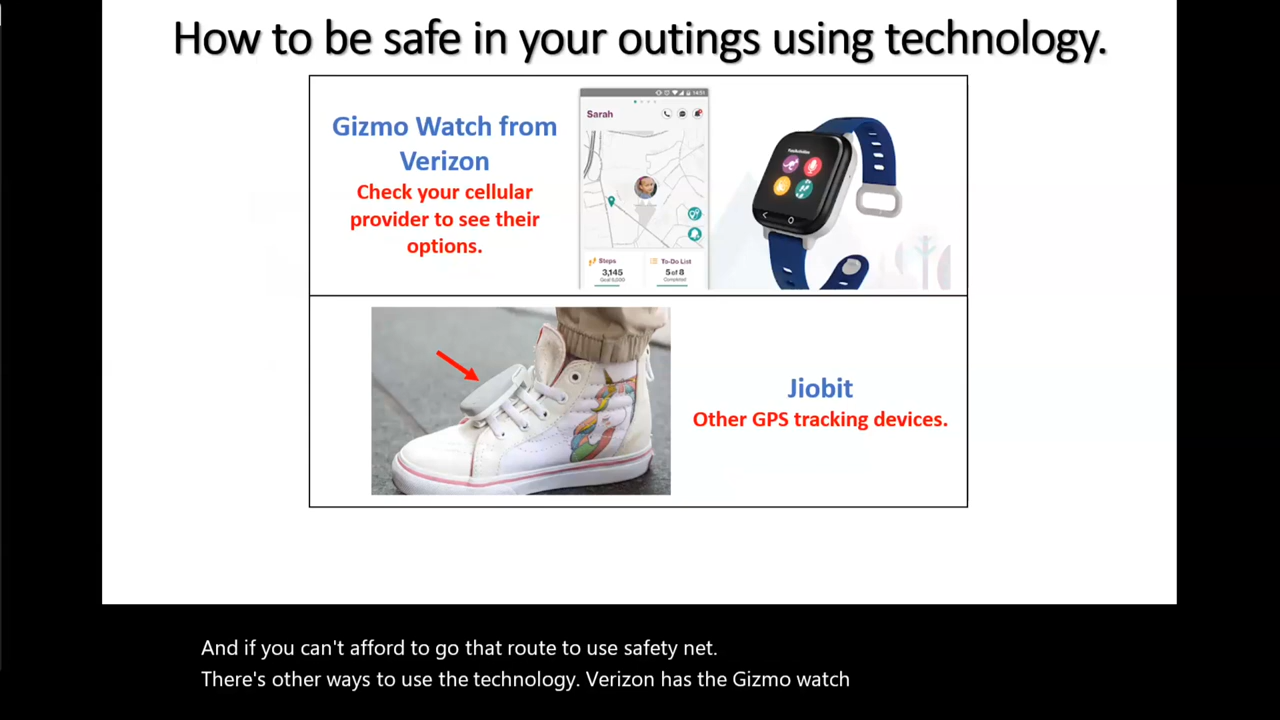 How to be safe in your outings using technology.
Gizmo Watch from
Verizon
Check your cellular
provider to see their
options.
14:51
Sarah
Steps
3,145
To-Do List
5 of 8
Completed
Jiobit
Other GPS tracking devices.
And if you can't afford to go that route to use safety net.
There's other ways to use the technology. Verizon has the Gizmo watch